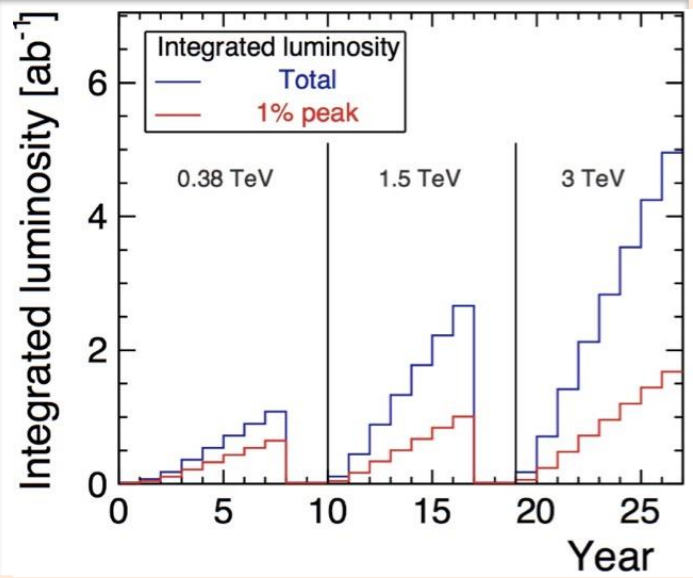 Integrated luminosity [ab⁻¹]
Integrated luminosity
Total
1% peak
0.38 TeV
1.5 TeV
3 TeV
6
4
2
0
0
5
10
15
20
25
Year